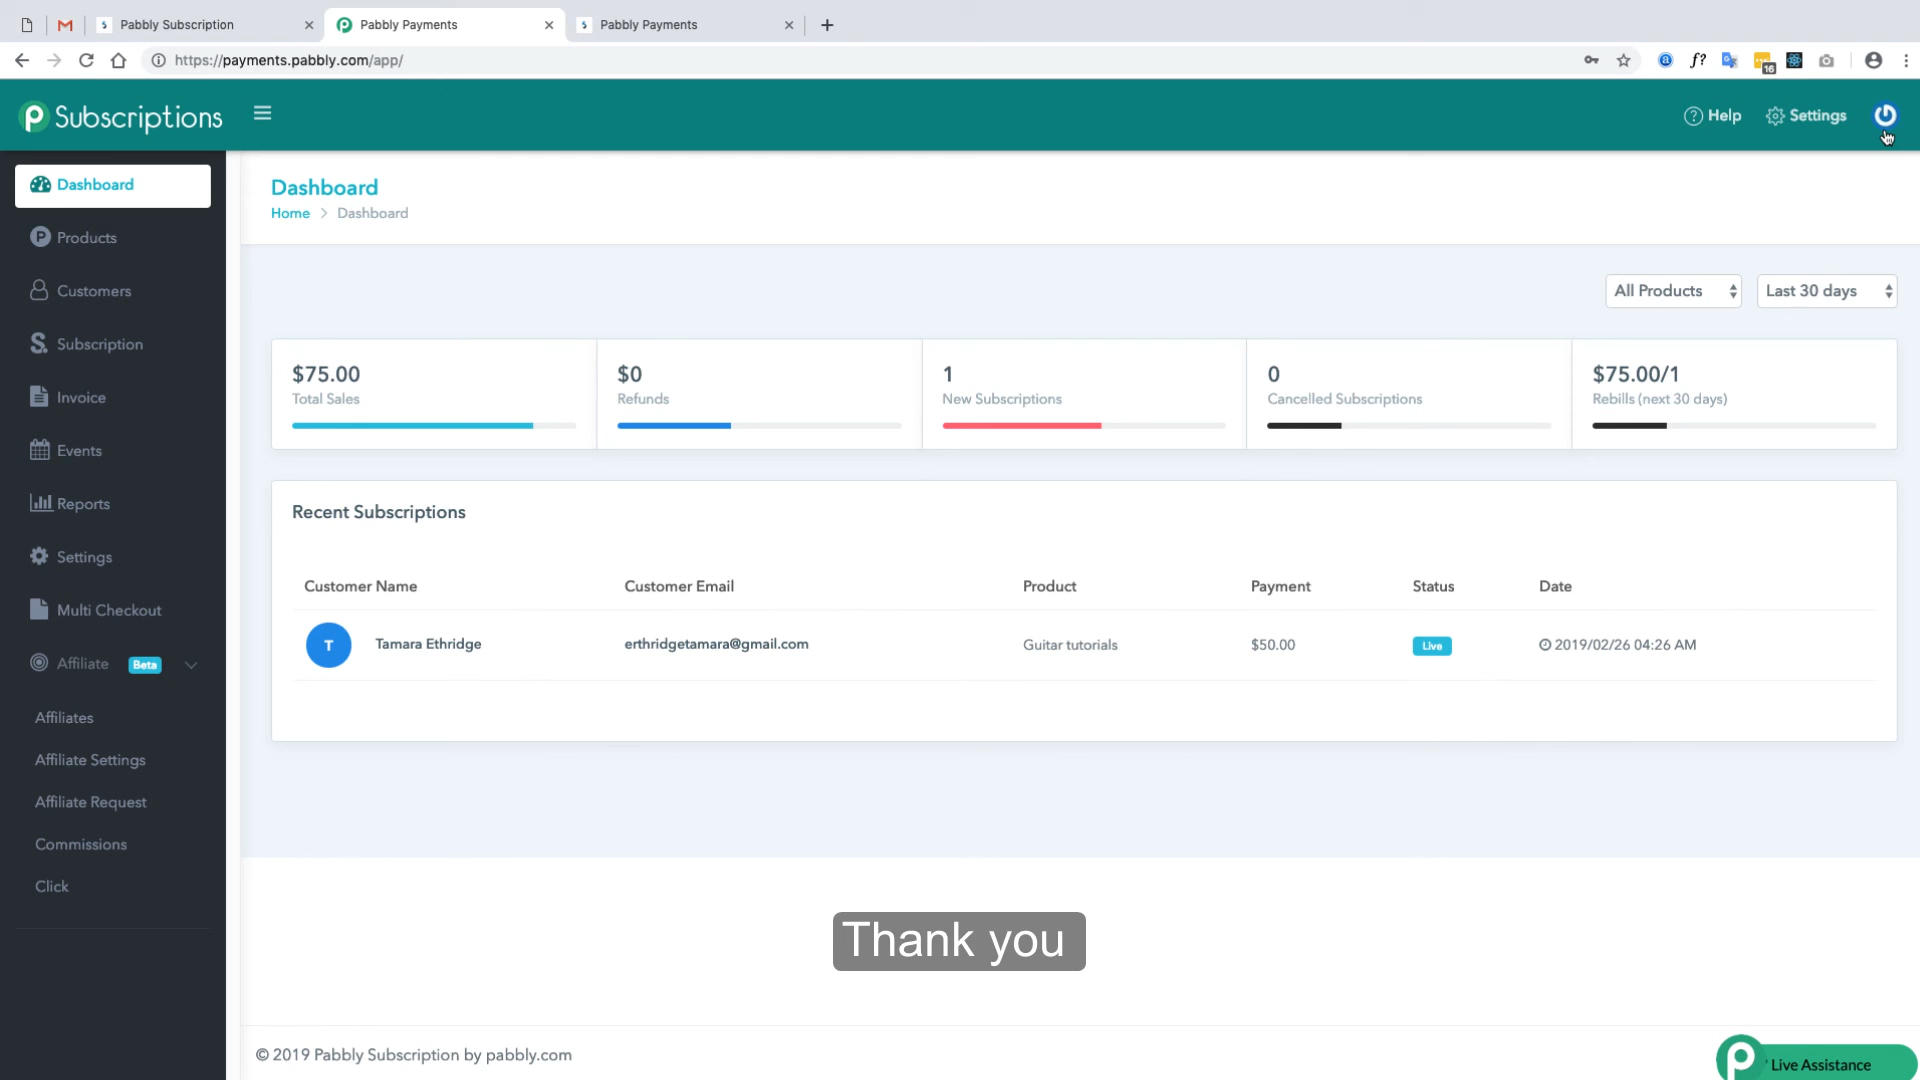 Pabbly Subscription
Pabbly Payments
Pabbly Payments
https://payments.pabbly.com/app/
f?
16
Subscriptions
Help
Settings
Dashboard
Products
Customers
Subscription
Invoice
Events
Reports
Settings
Multi Checkout
Affiliate Beta
Affiliates
Affiliate Settings
Affiliate Request
Commissions
Click
Dashboard
Home > Dashboard
All Products
Last 30 days
$75.00
Total Sales
$0
Refunds
1
New Subscriptions
0
Cancelled Subscriptions
$75.00/1
Rebills (next 30 days)
Recent Subscriptions
Customer Name Customer Email Product Payment Status Date
T Tamara Ethridge erthridgetamara@gmail.com Guitar tutorials $50.00 Live 2019/02/26 04:26 AM
Thank you
© 2019 Pabbly Subscription by pabbly.com
Live Assistance